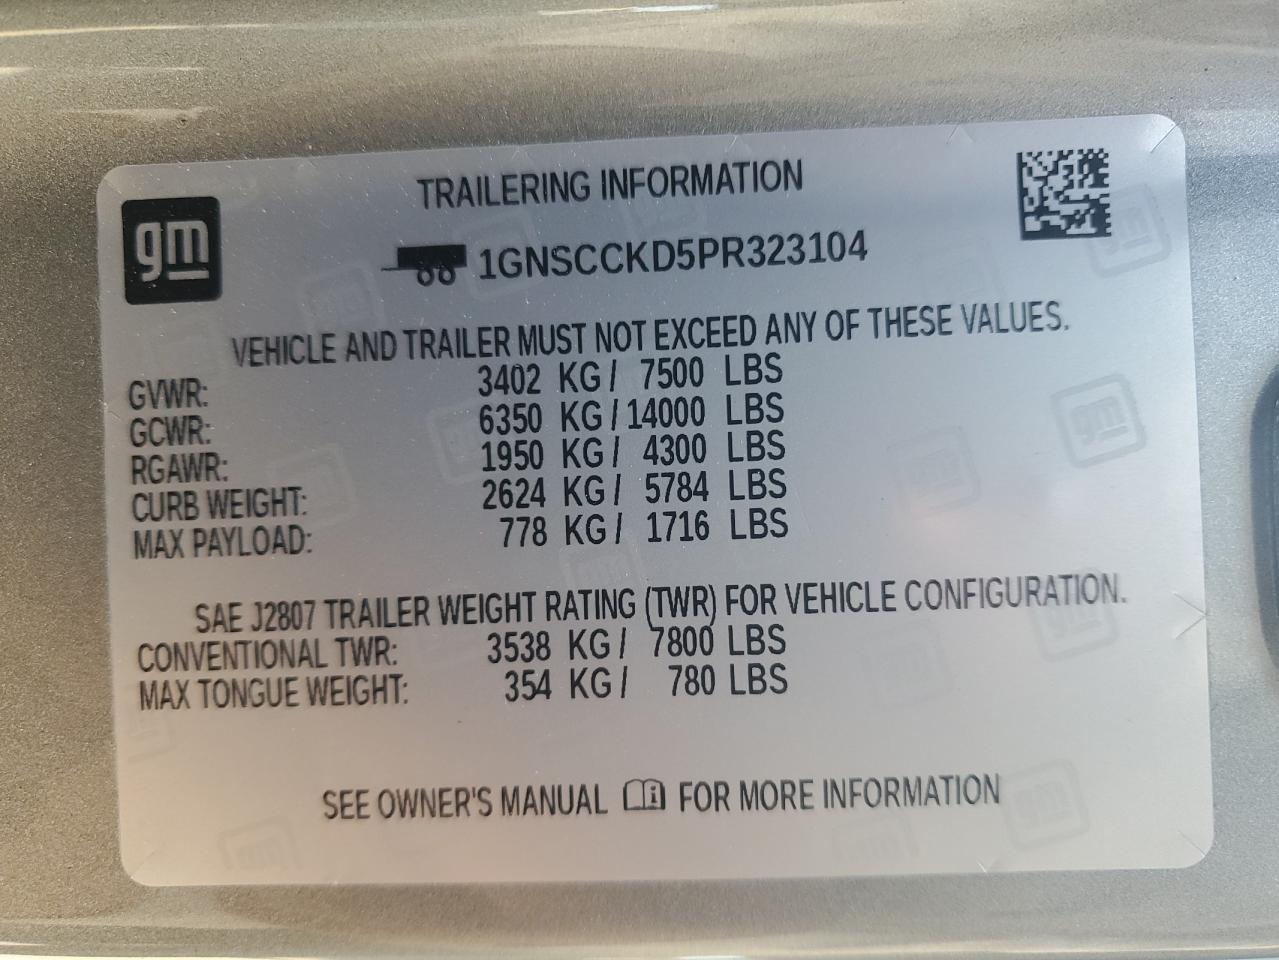 gm
TRAILERING INFORMATION
1GNSCCKD5PR323104
VEHICLE AND TRAILER MUST NOT EXCEED ANY OF THESE VALUES.
GVWR: 3402 KG/ 7500 LBS
GCWR: 6350 KG/14000 LBS
RGAWR: 1950 KG/ 4300 LBS
CURB WEIGHT: 2624 KG/ 5784 LBS
MAX PAYLOAD: 778 KG/ 1716 LBS
SAE J2807 TRAILER WEIGHT RATING (TWR) FOR VEHICLE CONFIGURATION.
CONVENTIONAL TWR: 3538 KG/ 7800 LBS
MAX TONGUE WEIGHT: 354 KG/ 780 LBS
SEE OWNER'S MANUAL FOR MORE INFORMATION